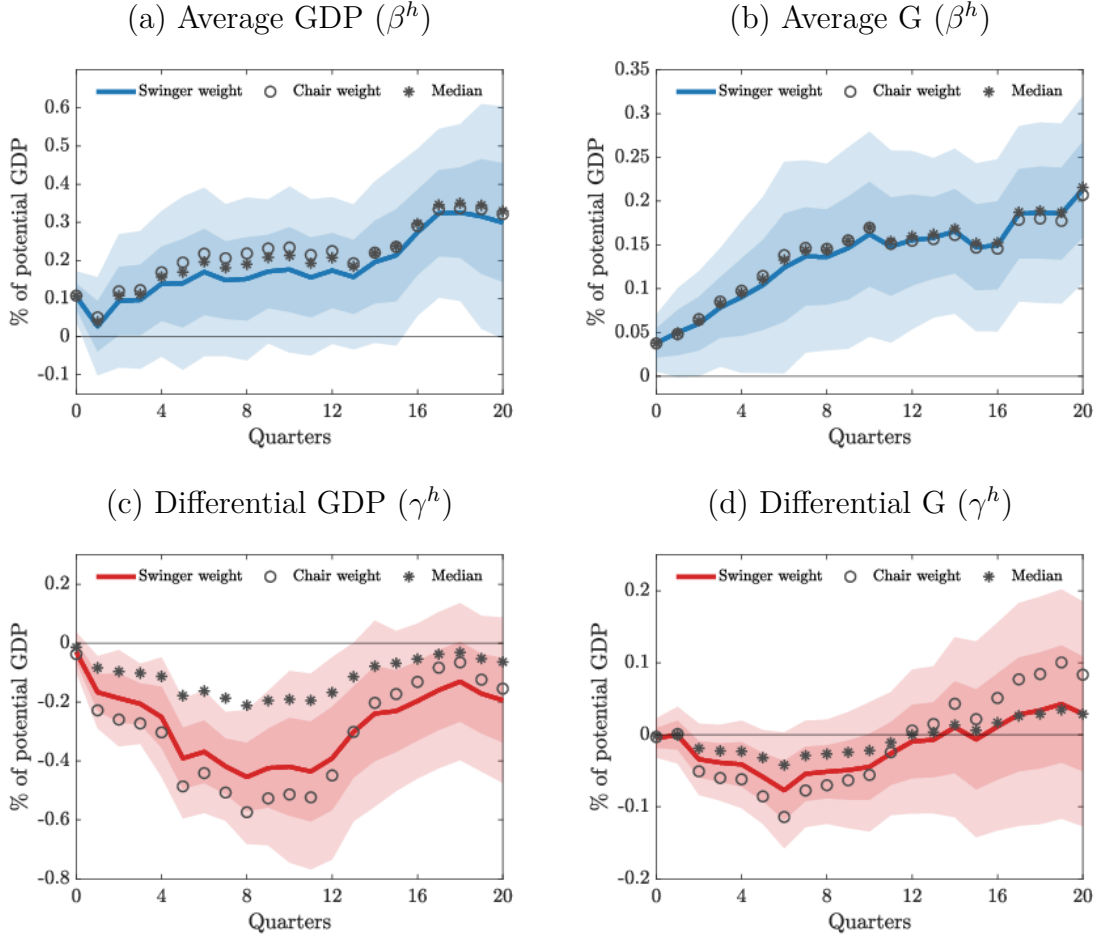 (a) Average GDP (βʰ)
Swinger weight Chair weight Median
% of potential GDP
0.6
0.5
0.4
0.3
0.2
0.1
0
-0.1
0 4 8 12 16 20
Quarters
(b) Average G (βʰ)
Swinger weight Chair weight Median
% of potential GDP
0.35
0.3
0.25
0.2
0.15
0.1
0.05
0
0 4 8 12 16 20
Quarters
(c) Differential GDP (γʰ)
Swinger weight Chair weight Median
% of potential GDP
0.2
0
-0.2
-0.4
-0.6
-0.8
0 4 8 12 16 20
Quarters
(d) Differential G (γʰ)
Swinger weight Chair weight Median
% of potential GDP
0.2
0.1
0
-0.1
-0.2
0 4 8 12 16 20
Quarters